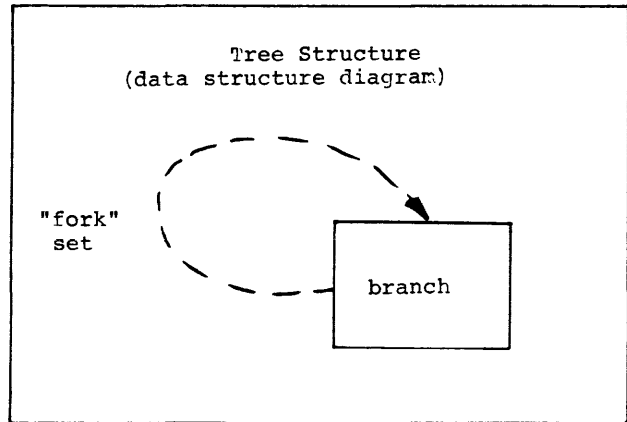 Tree Structure
(data structure diagram)
"fork"
set
branch